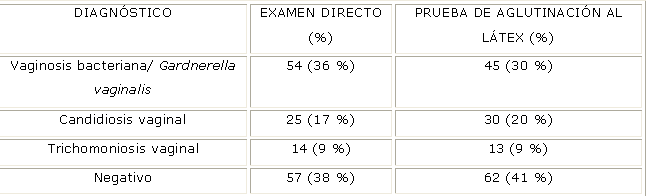 DIAGNÓSTICO EXAMEN DIRECTO PRUEBA DE AGLUTINACIÓN AL
(%) LÁTEX (%)
Vaginosis bacteriana/ Gardnerella 54 (36 %) 45 (30 %)
vaginalis
Candidiosis vaginal 25 (17 %) 30 (20 %)
Trichomoniosis vaginal 14 (9 %) 13 (9 %)
Negativo 57 (38 %) 62 (41 %)